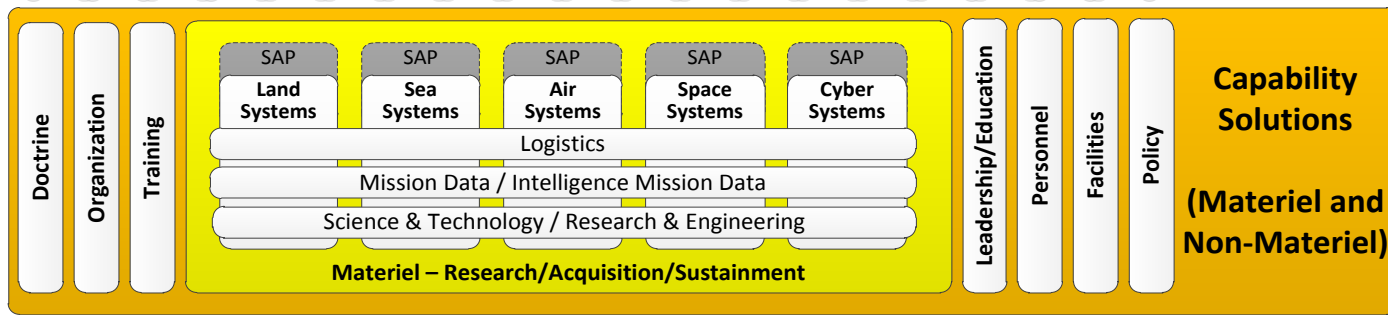 Doctrine
Organization
Training
SAP
Land
Systems
SAP
Sea
Systems
SAP
Air
Systems
SAP
Space
Systems
SAP
Cyber
Systems
Logistics
Mission Data / Intelligence Mission Data
Science & Technology / Research & Engineering
Materiel – Research/Acquisition/Sustainment
Leadership/Education
Personnel
Facilities
Policy
Capability
Solutions
(Materiel and
Non-Materiel)